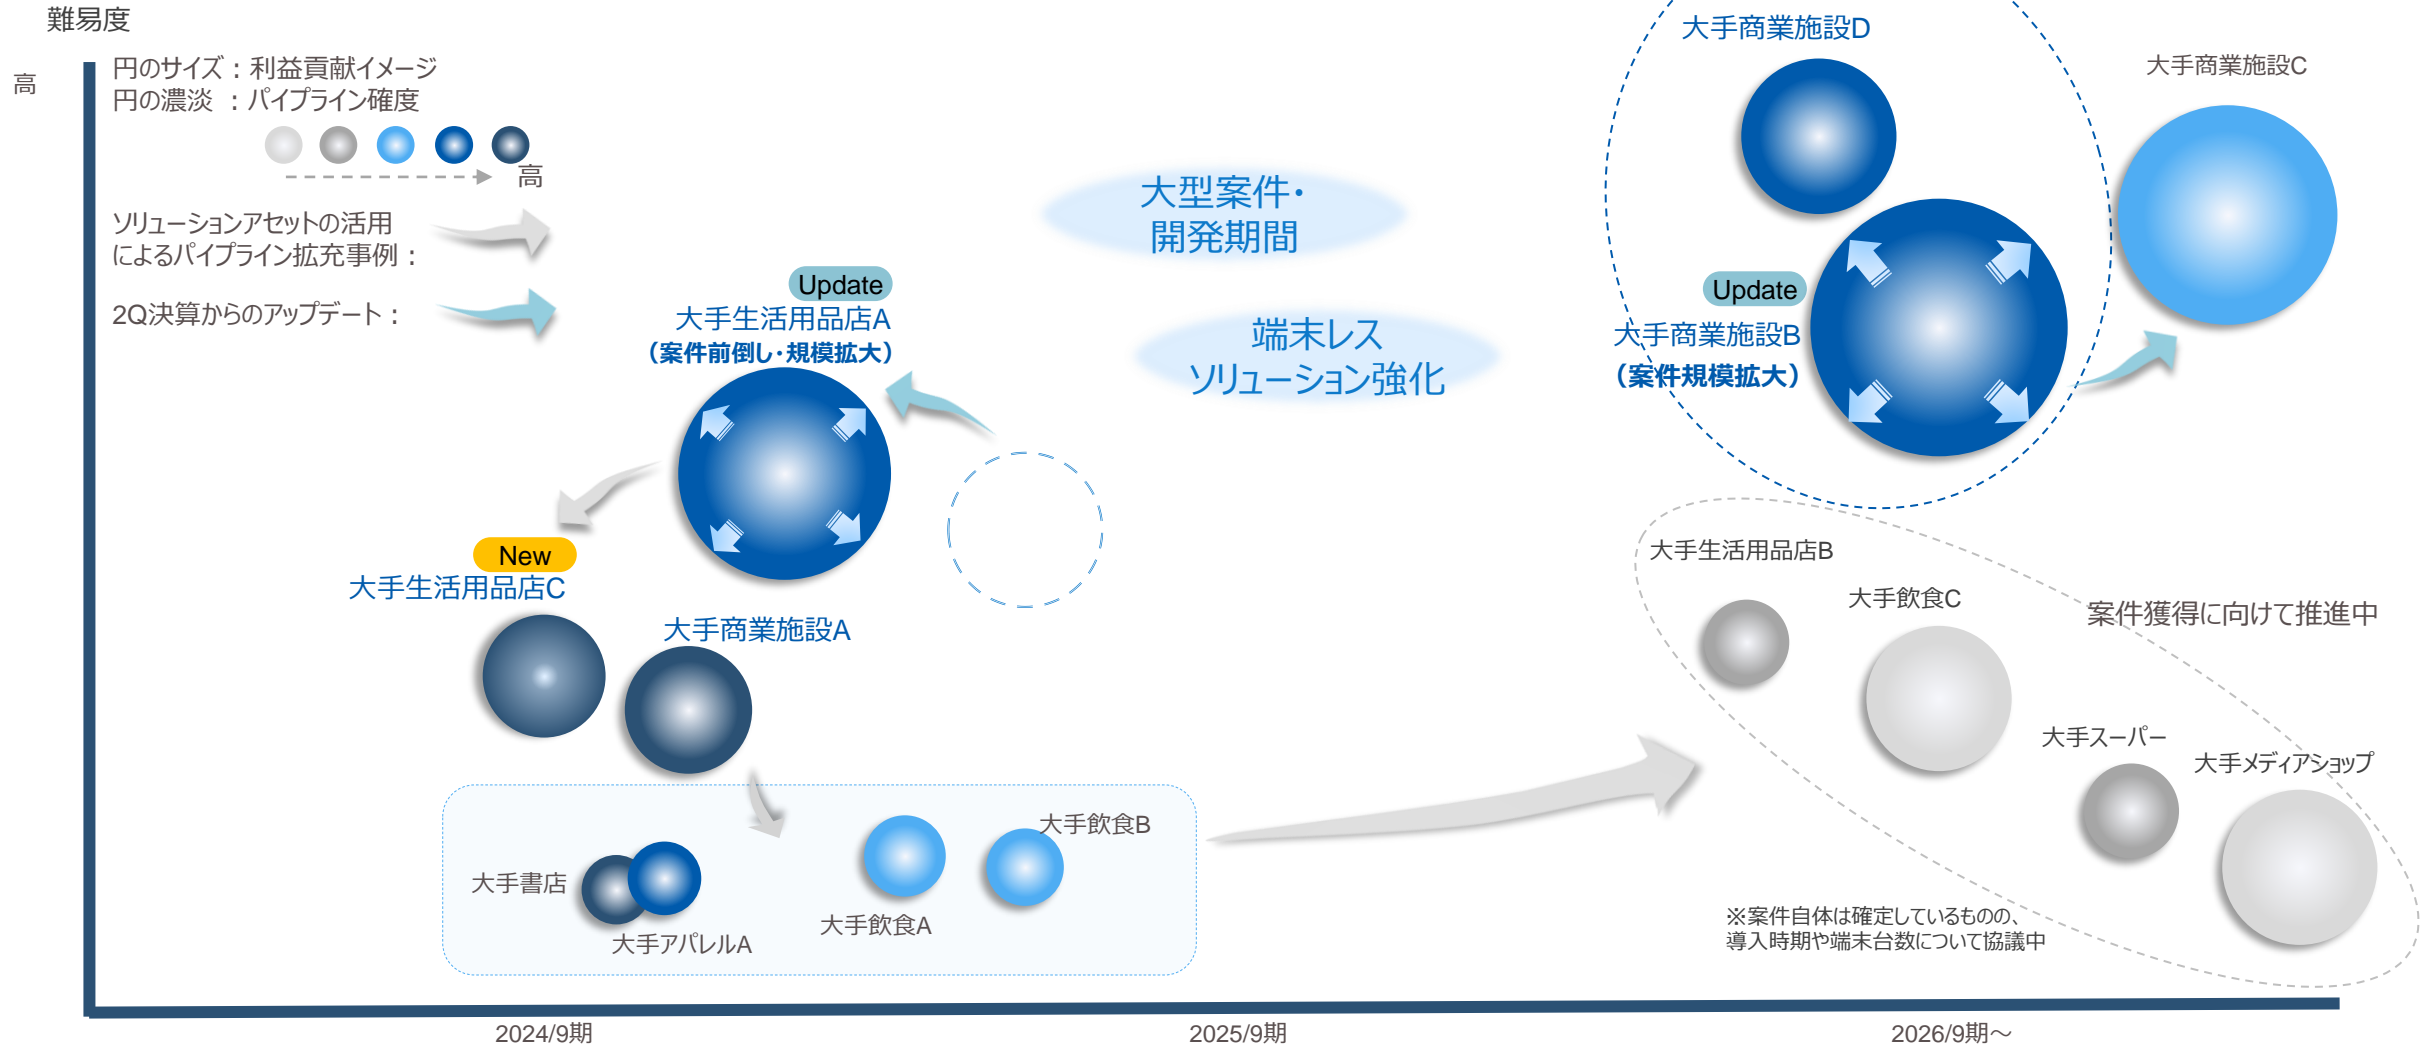 難易度
高
円のサイズ：利益貢献イメージ
円の濃淡 ：パイプライン確度
高
ソリューションアセットの活用
によるパイプライン拡充事例：
2Q決算からのアップデート：
大型案件・
開発期間
端末レス
ソリューション強化
Update
大手生活用品店A
（案件前倒し・規模拡大）
New
大手生活用品店C
大手商業施設A
大手書店
大手アパレルA
大手飲食A
大手飲食B
大手商業施設D
Update
大手商業施設B
（案件規模拡大）
大手商業施設C
大手生活用品店B
大手飲食C
案件獲得に向けて推進中
大手スーパー
大手メディアショップ
※案件自体は確定しているものの、
導入時期や端末台数について協議中
2024/9期
2025/9期
2026/9期～